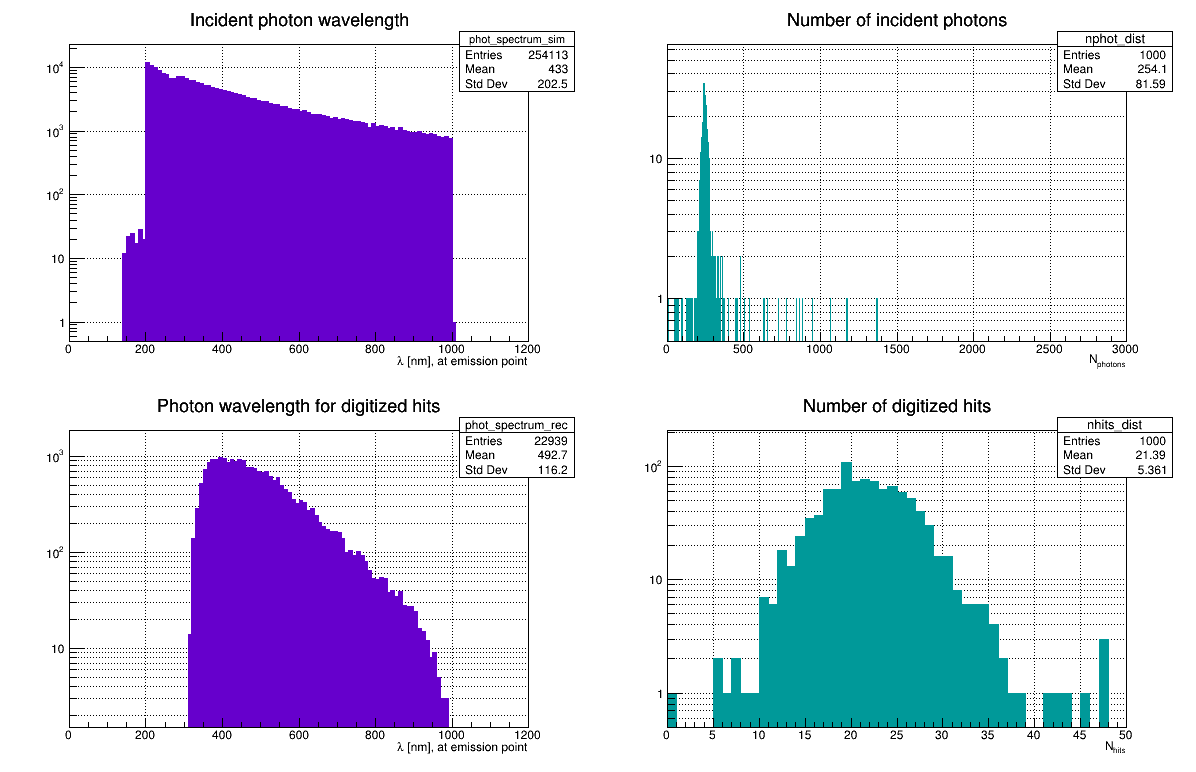 Incident photon wavelength
phot_spectrum_sim
Entries 254113
Mean 433
Std Dev 202.5
10⁴
10³
10²
10
1
0 200 400 600 800 1000 1200
λ [nm], at emission point
Number of incident photons
nphot_dist
Entries 1000
Mean 254.1
Std Dev 81.59
10
1
0 500 1000 1500 2000 2500 3000
Nphotons
Photon wavelength for digitized hits
phot_spectrum_rec
Entries 22939
Mean 492.7
Std Dev 116.2
10³
10²
10
0 200 400 600 800 1000 1200
λ [nm], at emission point
Number of digitized hits
nhits_dist
Entries 1000
Mean 21.39
Std Dev 5.361
10²
10
1
0 5 10 15 20 25 30 35 40 45 50
Nhits